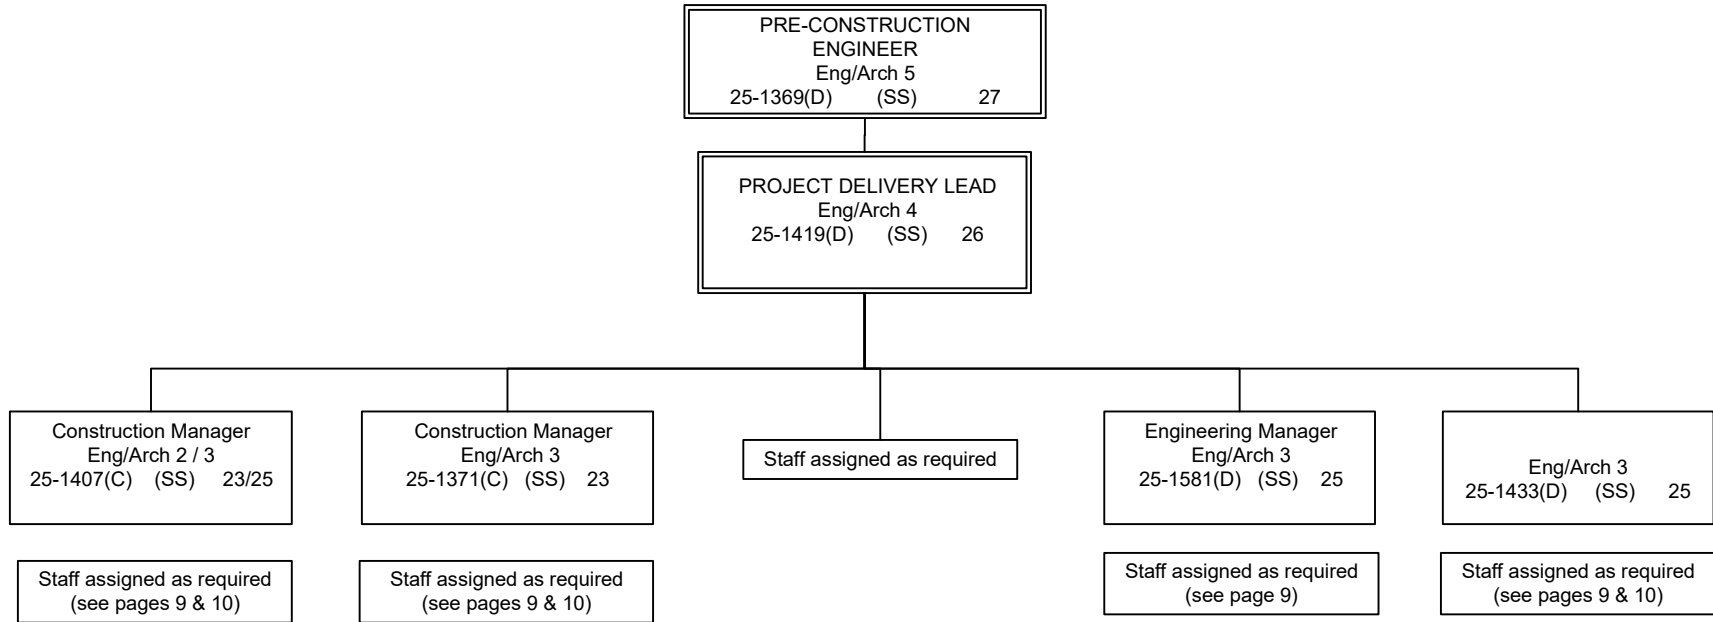 PRE-CONSTRUCTION
ENGINEER
Eng/Arch 5
25-1369(D) (SS) 27
PROJECT DELIVERY LEAD
Eng/Arch 4
25-1419(D) (SS) 26
Construction Manager
Eng/Arch 2 / 3
25-1407(C) (SS) 23/25
Staff assigned as required
(see pages 9 & 10)
Construction Manager
Eng/Arch 3
25-1371(C) (SS) 23
Staff assigned as required
(see pages 9 & 10)
Staff assigned as required
Engineering Manager
Eng/Arch 3
25-1581(D) (SS) 25
Staff assigned as required
(see page 9)
Eng/Arch 3
25-1433(D) (SS) 25
Staff assigned as required
(see pages 9 & 10)